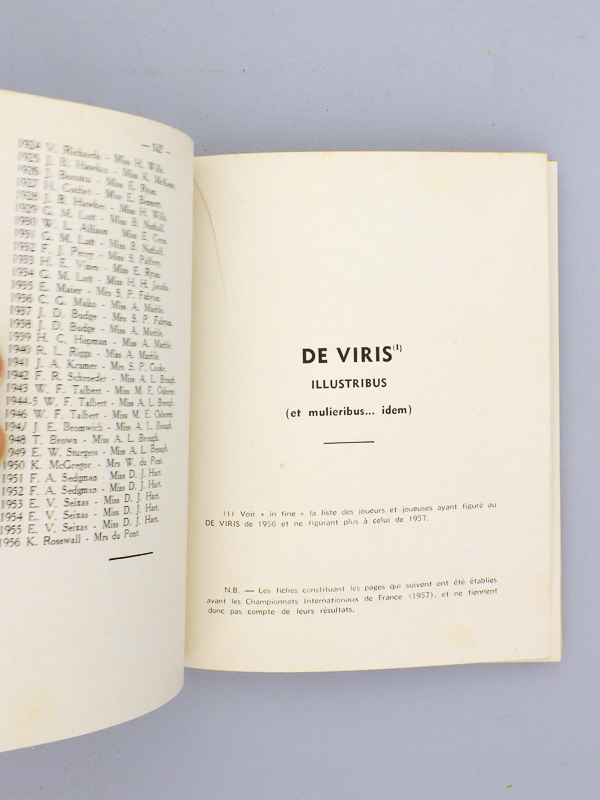 — 142 —
1924 V. Richards - Miss H. Wills.
1925 J. B. Hawkes - Miss K. McKane.
1926 J. Borotra - Miss E. Ryan.
1927 H. Cochet - Miss E. Bennett.
1928 J. B. Hawkes - Miss H. Wills.
1929 G. M. Lott - Miss B. Nuthall.
1930 W. L. Allison - Miss E. Cross.
1931 G. M. Lott - Miss B. Nuthall.
1932 F. J. Perry - Miss S. Palfrey.
1933 H. E. Vines - Miss E. Ryan.
1934 G. M. Lott - Miss H. H. Jacobs.
1935 E. Maier - Mrs S. P. Fabyan.
1936 C. G. Mako - Miss A. Marble.
1937 J. D. Budge - Mrs S. P. Fabyan.
1938 J. D. Budge - Miss A. Marble.
1939 H. C. Hopman - Miss A. Marble.
1940 R. L. Riggs - Miss A. Marble.
1941 J. A. Kramer - Mrs S. P. Cooke.
1942 F. R. Schroeder - Miss A. L. Brough.
1943 W. F. Talbert - Miss M. E. Osborne.
1944-5 W. F. Talbert - Miss A. L. Brough.
1946 W. F. Talbert - Miss M. E. Osborne.
1947 J. E. Bromwich - Miss A. L. Brough.
948 T. Brown - Miss A. L. Brough.
1949 E. W. Sturgess - Miss A. L. Brough.
1950 K. McGregor - Mrs W. du Pont.
1951 F. A. Sedgman - Miss D. J. Hart.
1952 F. A. Sedgman - Miss D. J. Hart.
1953 E. V. Seixas - Miss D. J. Hart.
1954 E. V. Seixas - Miss D. J. Hart.
1955 E. V. Seixas - Miss D. J. Hart.
1956 K. Rosewall - Mrs du Pont.
DE VIRIS(1)
ILLUSTRIBUS
(et mulieribus... idem)
(1) Voir « in fine » la liste des joueurs et joueuses ayant figuré au
DE VIRIS de 1956 et ne figurant plus à celui de 1957.
N.B. — Les fiches constituant les pages qui suivent ont été établies
avant les Championnats Internationaux de France (1957), et ne tiennent
donc pas compte de leurs résultats.